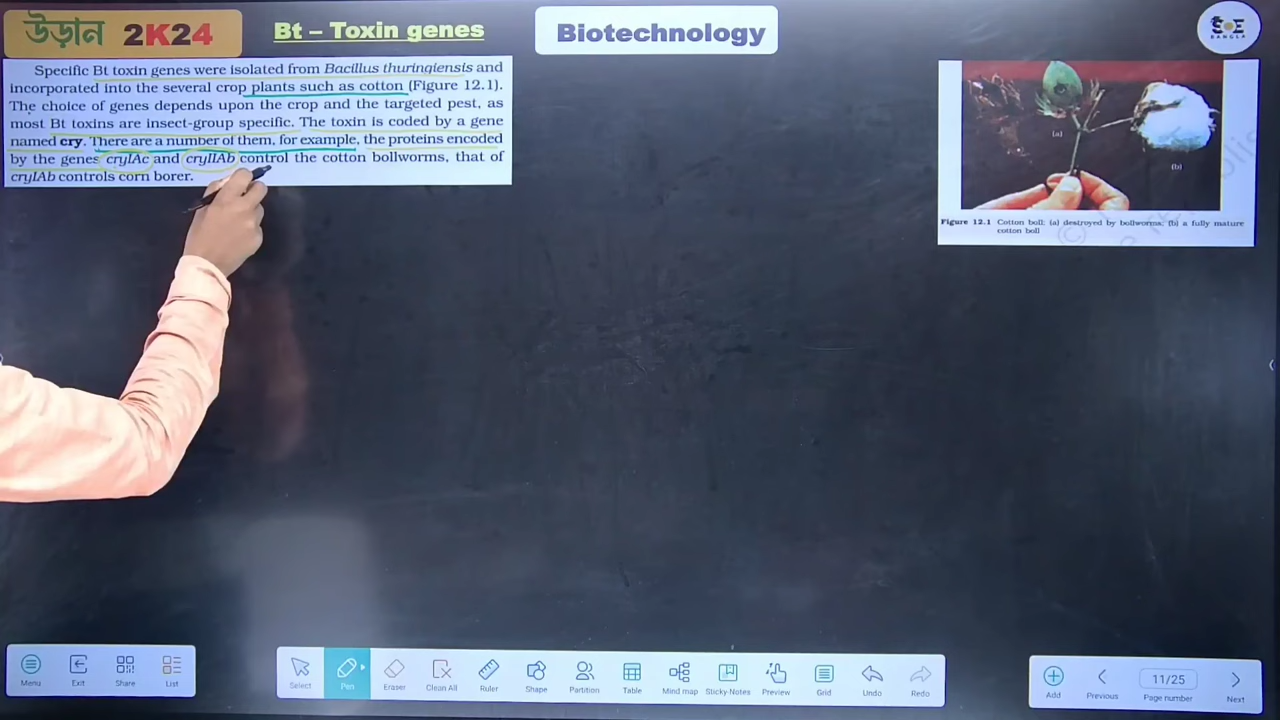 উড়ান 2K24
Bt – Toxin genes
Biotechnology
SOE
BANGLA
Specific Bt toxin genes were isolated from Bacillus thuringiensis and
incorporated into the several crop plants such as cotton (Figure 12.1).
The choice of genes depends upon the crop and the targeted pest, as
most Bt toxins are insect-group specific. The toxin is coded by a gene
named cry. There are a number of them, for example, the proteins encoded
by the genes cryIAc and cryIIAb control the cotton bollworms, that of
cryIAb controls corn borer.
(a)
(b)
Figure 12.1 Cotton boll: (a) destroyed by bollworms; (b) a fully mature
cotton boll
Menu
Exit
Share
List
Select
Pen
Eraser
Clean All
Ruler
Shape
Partition
Table
Mind map
Sticky-Notes
Preview
Grid
Undo
Redo
Add
Previous
11/25
Page number
Next